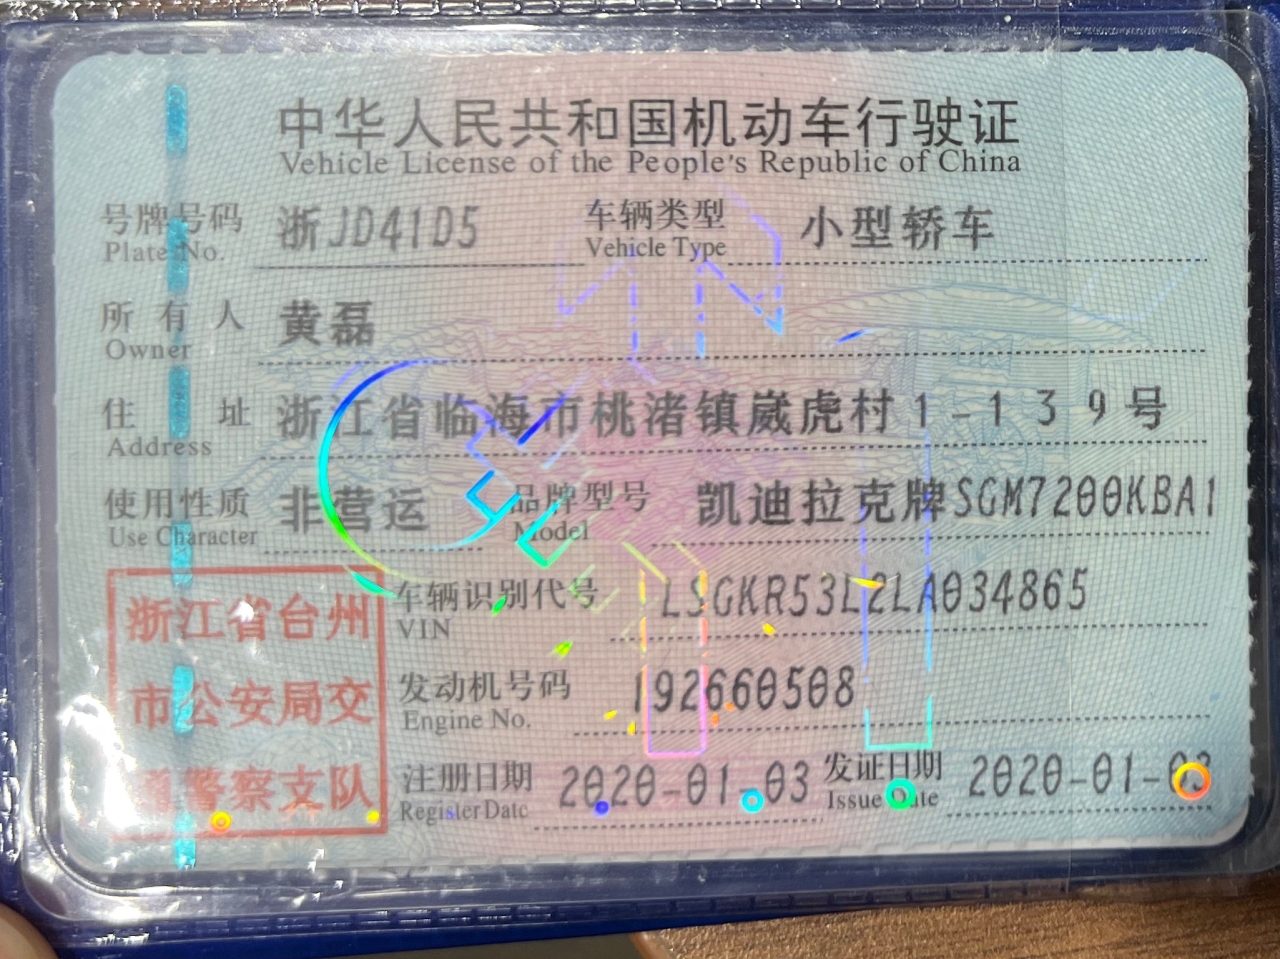 中华人民共和国机动车行驶证
Vehicle License of the People's Republic of China
号牌号码 浙JD41D5 车辆类型 小型轿车
Plate No. Vehicle Type
所有人 黄磊
Owner
住址 浙江省临海市桃渚镇崴虎村1-139号
Address
使用性质 非营运 品牌型号 凯迪拉克牌SGM7200KBA1
Use Character Model
车辆识别代号 LSGKR53L2LA034865
VIN
发动机号码 192660508
Engine No.
注册日期 2020-01-03 发证日期 2020-01-03
Register Date Issue Date
浙江省台州
市公安局交
通警察支队